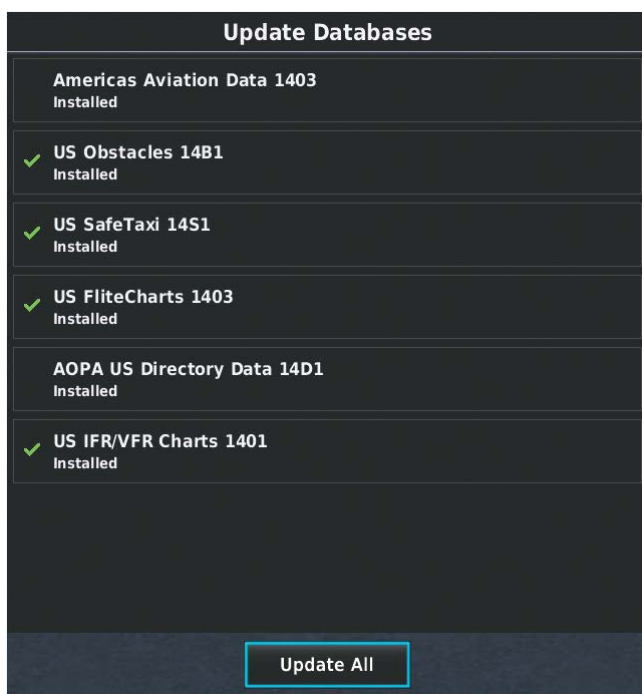 Update Databases
Americas Aviation Data 1403
Installed
US Obstacles 14B1
Installed
US SafeTaxi 14S1
Installed
US FliteCharts 1403
Installed
AOPA US Directory Data 14D1
Installed
US IFR/VFR Charts 1401
Installed
Update All